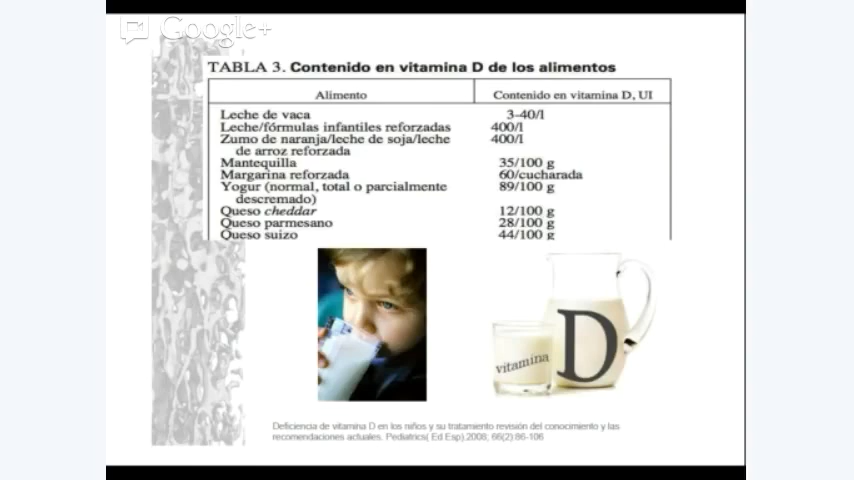 Google+
TABLA 3. Contenido en vitamina D de los alimentos
Alimento Contenido en vitamina D, UI
Leche de vaca 3-40/l
Leche/fórmulas infantiles reforzadas 400/l
Zumo de naranja/leche de soja/leche 400/l
de arroz reforzada
Mantequilla 35/100 g
Margarina reforzada 60/cucharada
Yogur (normal, total o parcialmente 89/100 g
descremado)
Queso cheddar 12/100 g
Queso parmesano 28/100 g
Queso suizo 44/100 g
vitamina
D
Deficiencia de vitamina D en los niños y su tratamiento revisión del conocimiento y las
recomendaciones actuales. Pediatrics( Ed Esp).2008; 66(2):86-106